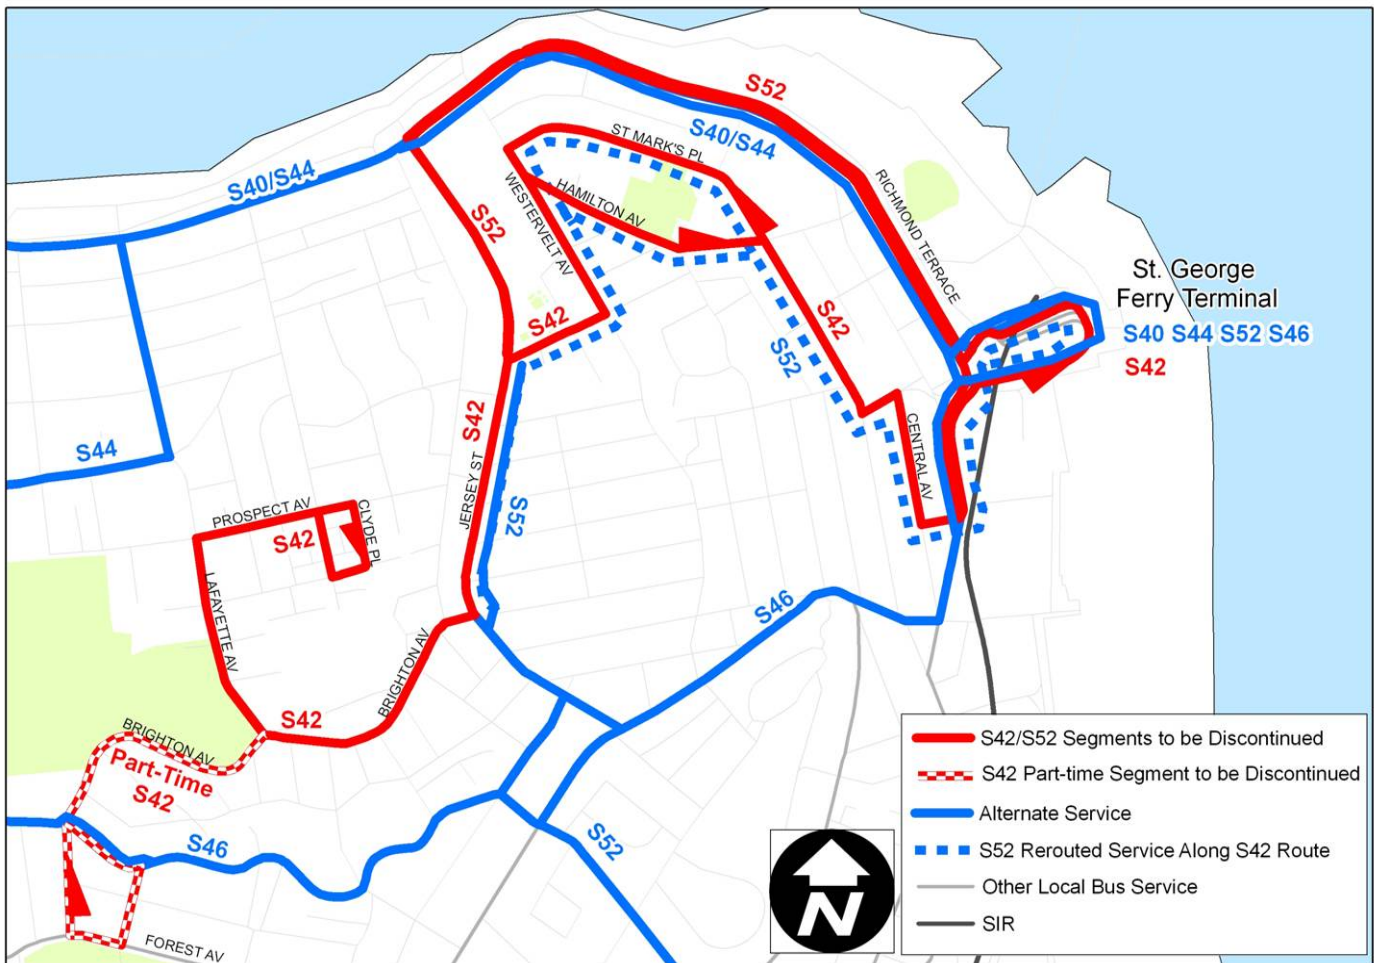 S52
ST MARK'S PL
S40/S44
S40/S44
HAMILTON AV
WESTERVELT AV
RICHMOND TERRACE
S52
St. George
Ferry Terminal
S40 S44 S52 S46
S42
S42
S42
S52
S42
CENTRAL AV
S44
JERSEY ST
PROSPECT AV
CLYDE PL
S42
S52
LAFAYETTE AV
S46
BRIGHTON AV
S42
BRIGHTON AV
Part-Time
S42
S46
S52
FOREST AV
N
S42/S52 Segments to be Discontinued
S42 Part-time Segment to be Discontinued
Alternate Service
S52 Rerouted Service Along S42 Route
Other Local Bus Service
SIR